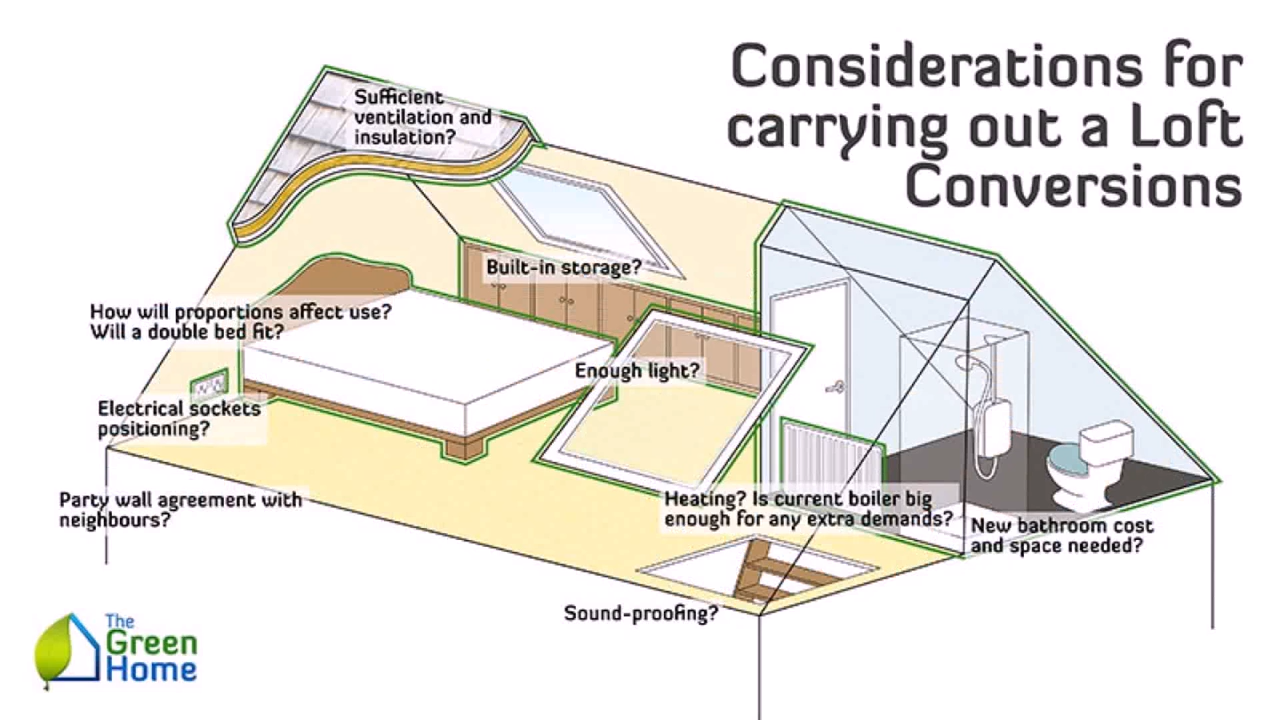 Considerations for
carrying out a Loft
Conversions
Sufficient
ventilation and
insulation?
Built-in storage?
How will proportions affect use?
Will a double bed fit?
Enough light?
Electrical sockets
positioning?
Party wall agreement with
neighbours?
Heating? Is current boiler big
enough for any extra demands?
New bathroom cost
and space needed?
Sound-proofing?
The
Green
Home